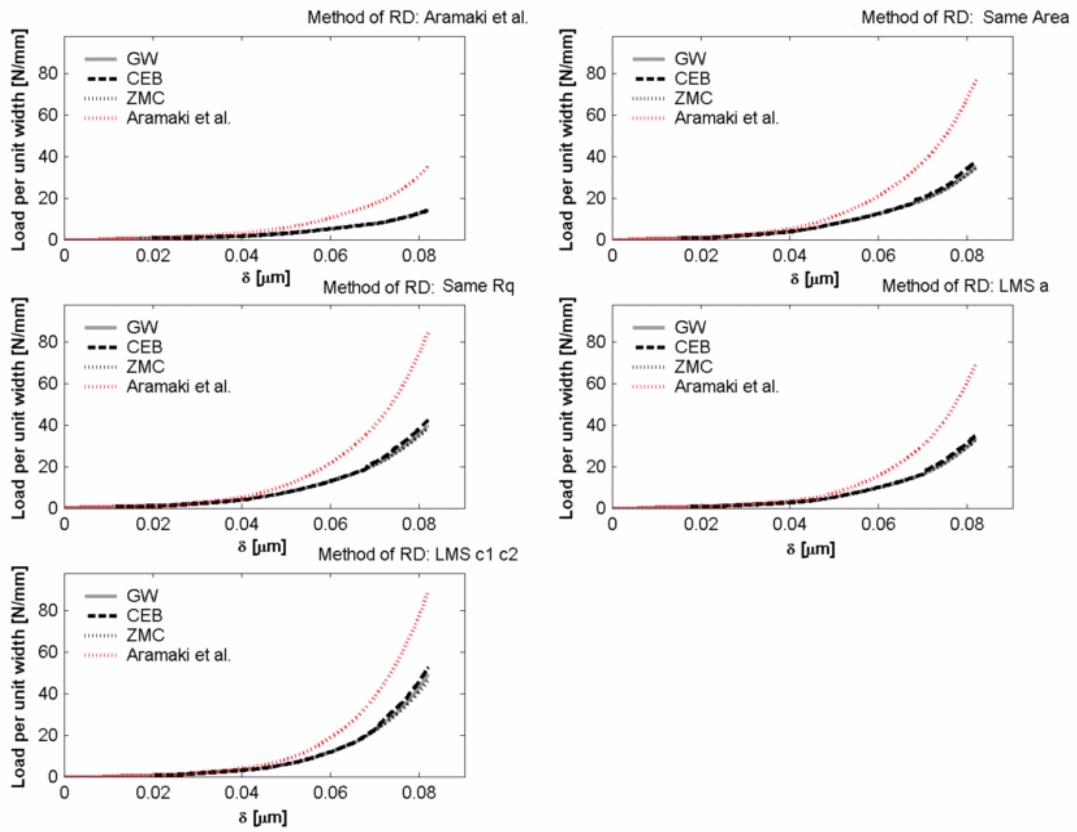 Method of RD: Aramaki et al.
Load per unit width [N/mm]
80
60
40
20
0
GW
CEB
ZMC
Aramaki et al.
0 0.02 0.04 0.06 0.08
δ [μm]
Method of RD: Same Area
Load per unit width [N/mm]
80
60
40
20
0
GW
CEB
ZMC
Aramaki et al.
0 0.02 0.04 0.06 0.08
δ [μm]
Method of RD: Same Rq
Load per unit width [N/mm]
80
60
40
20
0
GW
CEB
ZMC
Aramaki et al.
0 0.02 0.04 0.06 0.08
δ [μm]
Method of RD: LMS a
Load per unit width [N/mm]
80
60
40
20
0
GW
CEB
ZMC
Aramaki et al.
0 0.02 0.04 0.06 0.08
δ [μm]
Method of RD: LMS c1 c2
Load per unit width [N/mm]
80
60
40
20
0
GW
CEB
ZMC
Aramaki et al.
0 0.02 0.04 0.06 0.08
δ [μm]